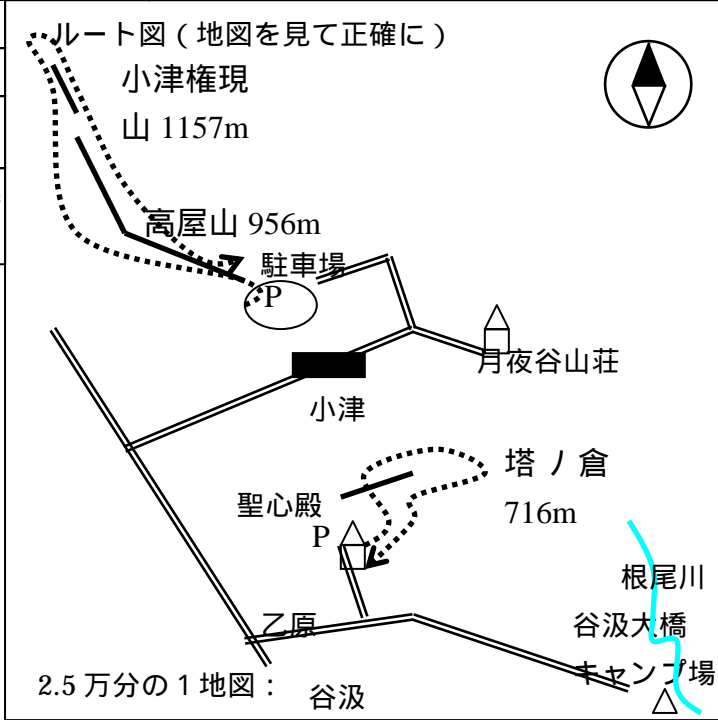 ルート図（地図を見て正確に）
小津権現
山 1157m
高屋山 956m
駐車場
P
月夜谷山荘
小津
塔ノ倉
716m
聖心殿
P
根尾川
乙原
谷汲大橋
キャンプ場
2.5万分の1地図： 谷汲